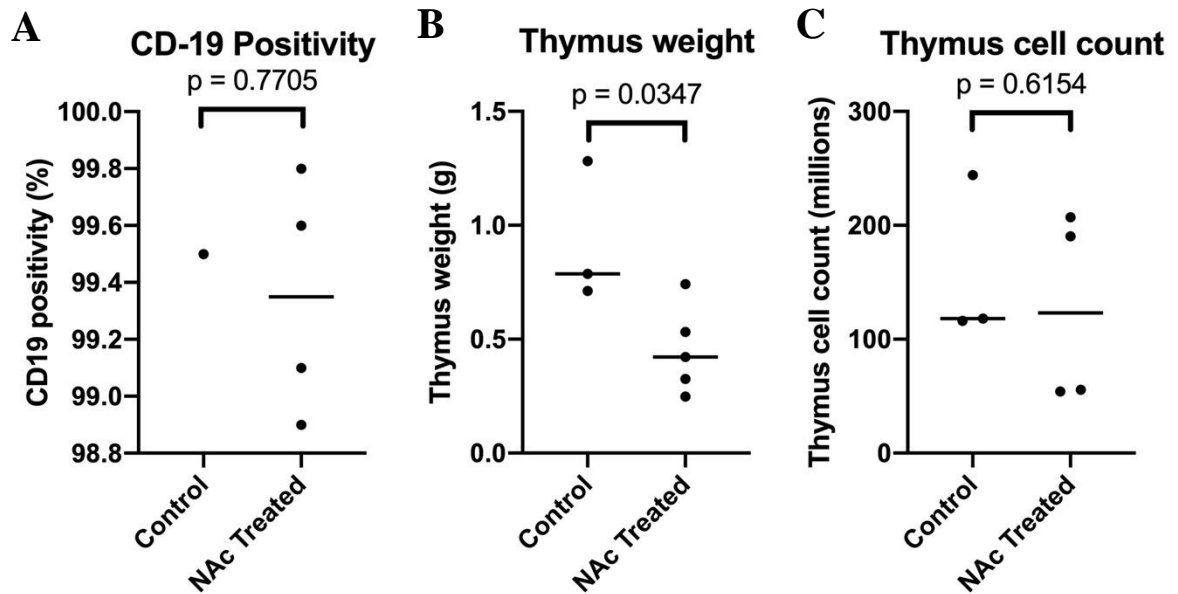 A
CD-19 Positivity
p = 0.7705
CD19 positivity (%)
100.0
99.8
99.6
99.4
99.2
99.0
98.8
Control
NAc Treated
B
Thymus weight
p = 0.0347
Thymus weight (g)
1.5
1.0
0.5
0.0
Control
NAc Treated
C
Thymus cell count
p = 0.6154
Thymus cell count (millions)
300
200
100
0
Control
NAc Treated